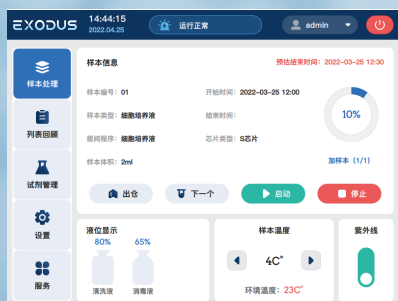 EXODUS
14:44:15
2022.04.25
运行正常
admin
样本处理
列表回顾
试剂管理
设置
服务
样本信息
预估结束时间：2022-03-25 12:30
样本编号：01
开始时间：2022-03-25 12:00
样本类型：细胞培养液
结束时间：
提纯程序：细胞培养液
芯片类型：S芯片
样本体积：2ml
10%
加样本（1/1）
出仓
下一个
启动
停止
液位显示
80%
65%
清洗液
消毒液
样本温度
4C°
环境温度：23C°
紫外线